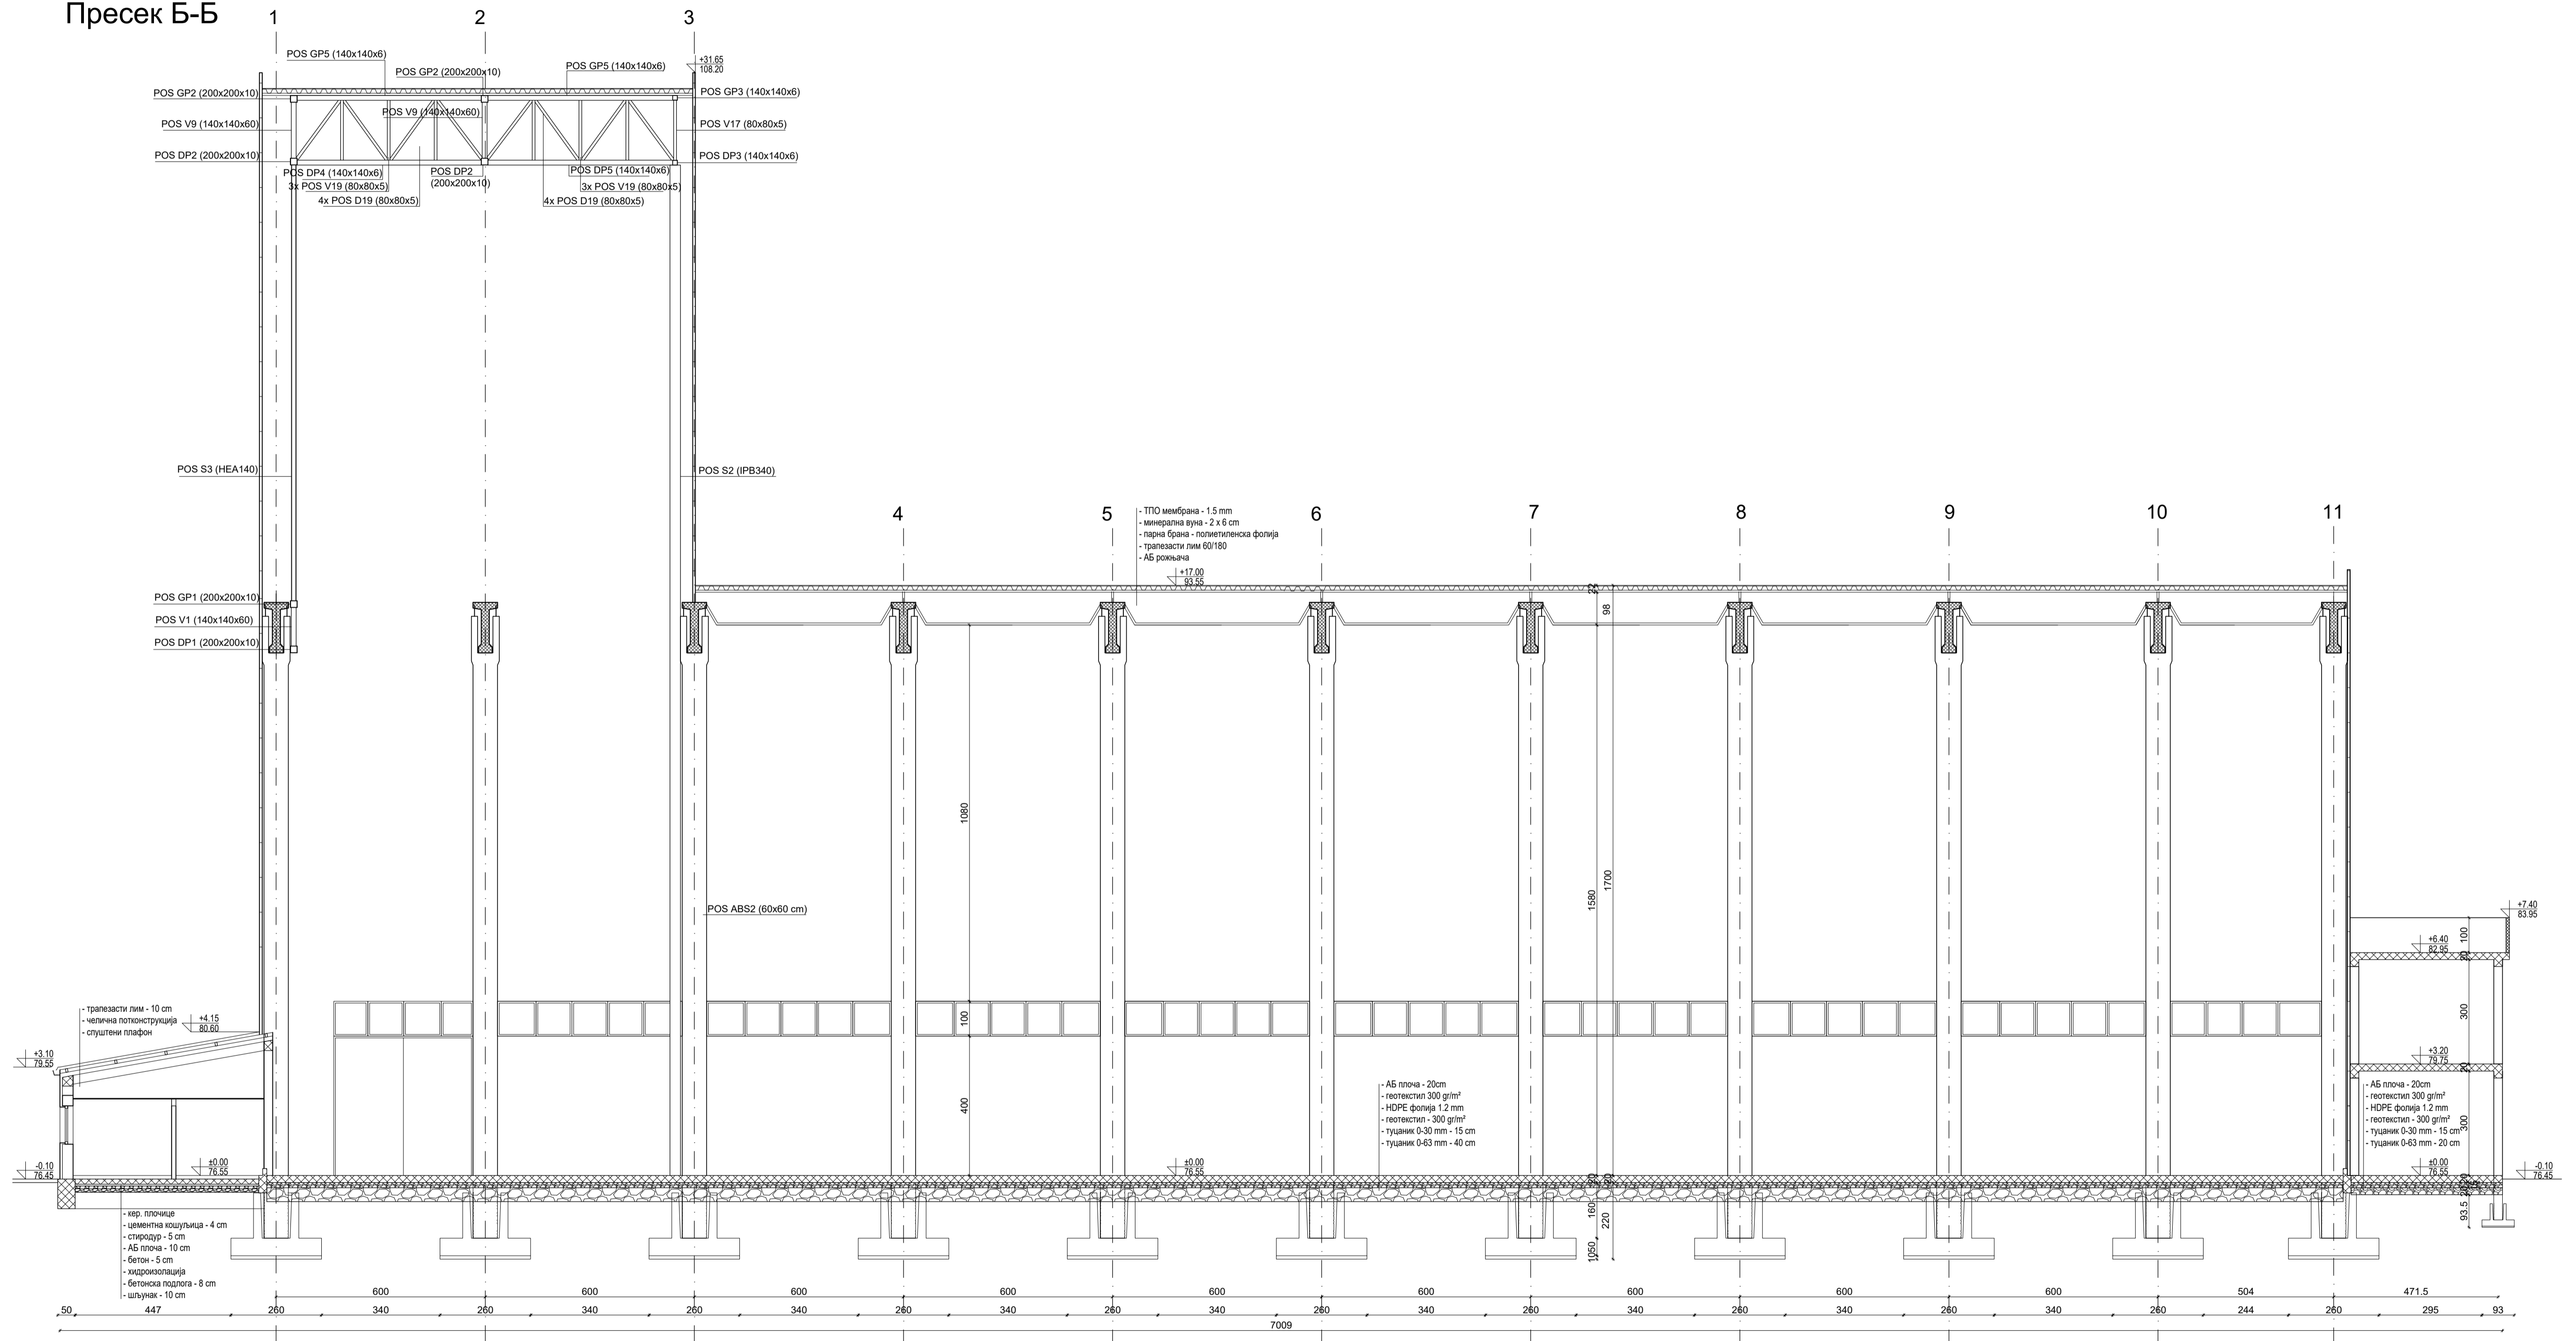 Пресек Б-Б
1
2
3
POS GP5 (140x140x6)
POS GP2 (200x200x10)
POS GP5 (140x140x6)
+31.65
108.20
POS GP2 (200x200x10)
POS GP3 (140x140x6)
POS V9 (140x140x60)
POS V9 (140x140x60)
POS V17 (80x80x5)
POS DP2 (200x200x10)
POS DP3 (140x140x6)
POS DP4 (140x140x6)
POS DP2
(200x200x10)
POS DP5 (140x140x6)
3x POS V19 (80x80x5)
3x POS V19 (80x80x5)
4x POS D19 (80x80x5)
4x POS D19 (80x80x5)
POS S3 (HEA140)
POS S2 (IPB340)
4
5
6
7
8
9
10
11
- ТПО мембрана - 1.5 mm
- минерална вуна - 2 x 6 cm
- парна брана - полиетиленска фолија
- трапезасти лим 60/180
- АБ рожњача
+17.00
93.55
22
98
POS GP1 (200x200x10)
POS V1 (140x140x60)
POS DP1 (200x200x10)
1080
1580
1700
POS ABS2 (60x60 cm)
+7.40
83.95
+6.40
82.95
100
20
300
+3.20
79.75
20
300
- трапезасти лим - 10 cm
- челична потконструкција
- спуштени плафон
+4.15
80.60
+3.10
79.55
100
400
- АБ плоча - 20cm
- геотекстил 300 gr/m²
- HDPE фолија 1.2 mm
- геотекстил - 300 gr/m²
- туцаник 0-30 mm - 15 cm
- туцаник 0-63 mm - 40 cm
- АБ плоча - 20cm
- геотекстил 300 gr/m²
- HDPE фолија 1.2 mm
- геотекстил - 300 gr/m²
- туцаник 0-30 mm - 15 cm
- туцаник 0-63 mm - 20 cm
-0.10
76.45
±0.00
76.55
±0.00
76.55
±0.00
76.55
-0.10
76.45
20
20
160
220
1050
93.5
- кер. плочице
- цементна кошуљица - 4 cm
- стиродур - 5 cm
- АБ плоча - 10 cm
- бетон - 5 cm
- хидроизолација
- бетонска подлога - 8 cm
- шљунак - 10 cm
600 600 600 600 600 600 600 600 600 504 471.5
50 447 260 340 260 340 260 340 260 340 260 340 260 340 260 340 260 340 260 340 260 244 260 295 93
7009